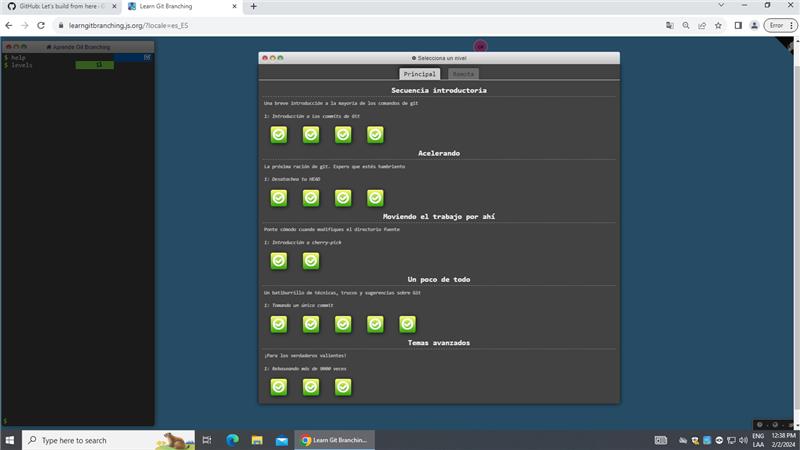 GitHub: Let's build from here · G
Learn Git Branching
learngitbranching.js.org/?locale=es_ES
Error
Aprende Git Branching
$ help
$ levels
$
Selecciona un nivel
Principal
Remota
Secuencia introductoria
Una breve introducción a la mayoría de los comandos de git
1: Introducción a los commits de Git
Acelerando
La próxima ración de git. Espero que estés hambriento
1: Desatachea tu HEAD
Moviendo el trabajo por ahí
Ponte cómodo cuando modifiques el directorio fuente
1: Introducción a cherry-pick
Un poco de todo
Un batiburrillo de técnicas, trucos y sugerencias sobre Git
1: Tomando un único commit
Temas avanzados
¡Para los verdaderos valientes!
1: Rebaseando más de 9000 veces
Type here to search
Learn Git Branchin...
ENG
LAA
12:38 PM
2/2/2024